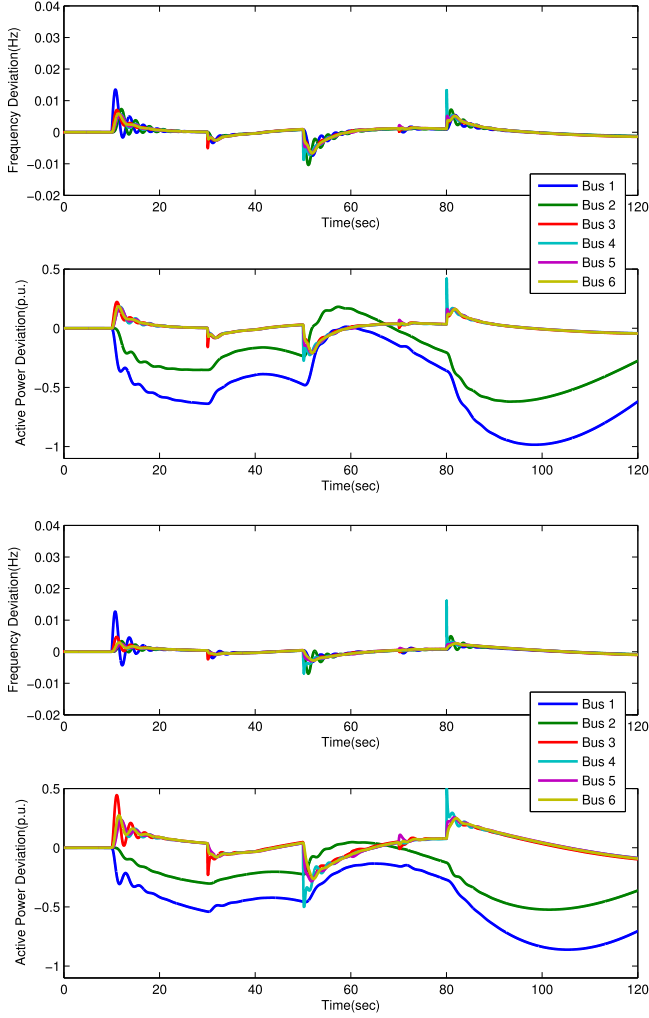 0.04
0.03
0.02
0.01
0
−0.01
−0.02
Frequency Deviation(Hz)
0 20 40 60 80 100 120
Time(sec)
Bus 1
Bus 2
Bus 3
Bus 4
Bus 5
Bus 6
0.5
0
−0.5
−1
Active Power Deviation(p.u.)
0 20 40 60 80 100 120
Time(sec)
0.04
0.03
0.02
0.01
0
−0.01
−0.02
Frequency Deviation(Hz)
0 20 40 60 80 100 120
Time(sec)
Bus 1
Bus 2
Bus 3
Bus 4
Bus 5
Bus 6
0.5
0
−0.5
−1
Active Power Deviation(p.u.)
0 20 40 60 80 100 120
Time(sec)